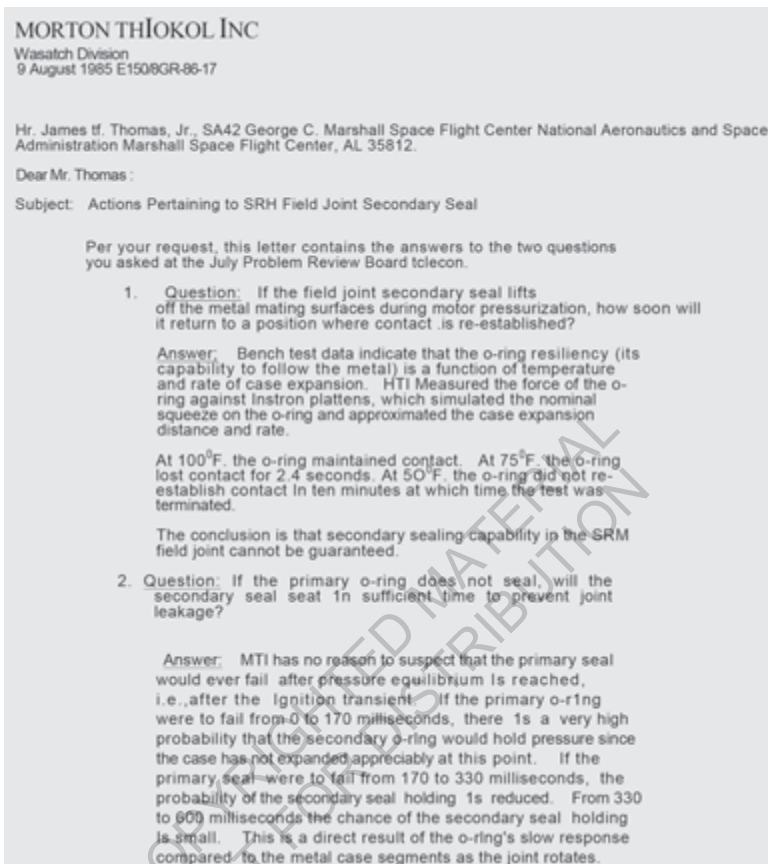 MORTON THIOKOL INC
Wasatch Division
9 August 1985 E150/8GR-86-17
Hr. James tf. Thomas, Jr., SA42 George C. Marshall Space Flight Center National Aeronautics and Space
Administration Marshall Space Flight Center, AL 35812.
Dear Mr. Thomas :
Subject: Actions Pertaining to SRH Field Joint Secondary Seal
Per your request, this letter contains the answers to the two questions
you asked at the July Problem Review Board tclecon.
1. Question: If the field joint secondary seal lifts
off the metal mating surfaces during motor pressurization, how soon will
it return to a position where contact .is re-established?
Answer; Bench test data indicate that the o-ring resiliency (its
capability to follow the metal) is a function of temperature
and rate of case expansion. HTI Measured the force of the o-
ring against Instron plattens, which simulated the nominal
squeeze on the o-ring and approximated the case expansion
distance and rate.
At 100°F. the o-ring maintained contact. At 75°F. the o-ring
lost contact for 2.4 seconds. At 5O°F. the o-ring did not re-
establish contact In ten minutes at which time the test was
terminated.
The conclusion is that secondary sealing capability in the SRM
field joint cannot be guaranteed.
2. Question: If the primary o-ring does not seal, will the
secondary seal seat 1n sufficient time to prevent joint
leakage?
Answer: MTI has no reason to suspect that the primary seal
would ever fail after pressure equilibrium Is reached,
i.e.,after the Ignition transient. If the primary o-r1ng
were to fail from 0 to 170 milliseconds, there 1s a very high
probability that the secondary o-rIng would hold pressure since
the case has not expanded appreciably at this point. If the
primary seal were to fail from 170 to 330 milliseconds, the
probability of the secondary seal holding 1s reduced. From 330
to 600 milliseconds the chance of the secondary seal holding
Is small. This is a direct result of the o-rIng's slow response
compared to the metal case segments as the joint rotates.
COPYRIGHTED MATERIAL
NOT FOR DISTRIBUTION